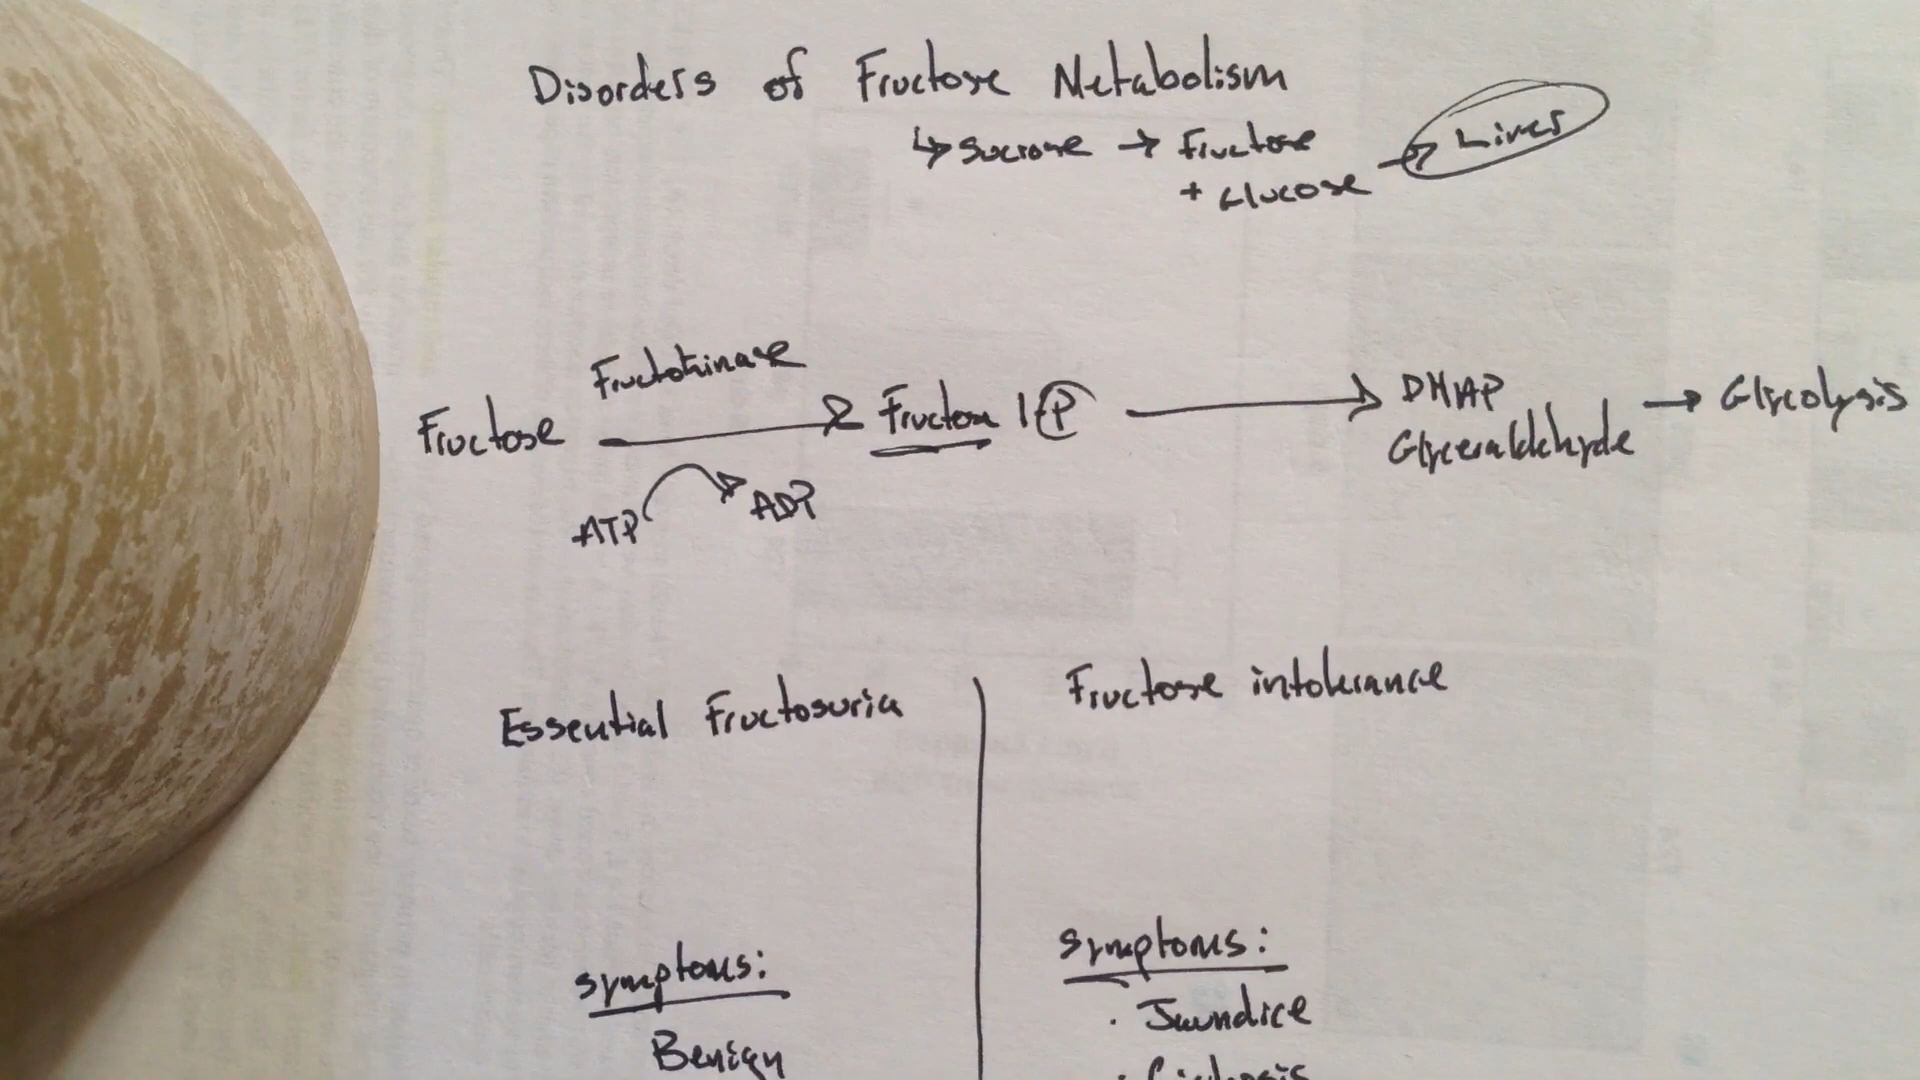 Disorders of Fructose Metabolism
↳ Sucrose → Fructose
+ Glucose → Liver
Fructokinase
Fructose → Fructose 1-P → DHAP
Glyceraldehyde → Glycolysis
ATP → ADP
Essential Fructosuria
Fructose intolerance
Symptoms:
Benign
Symptoms:
· Jaundice
· Cirrhosis